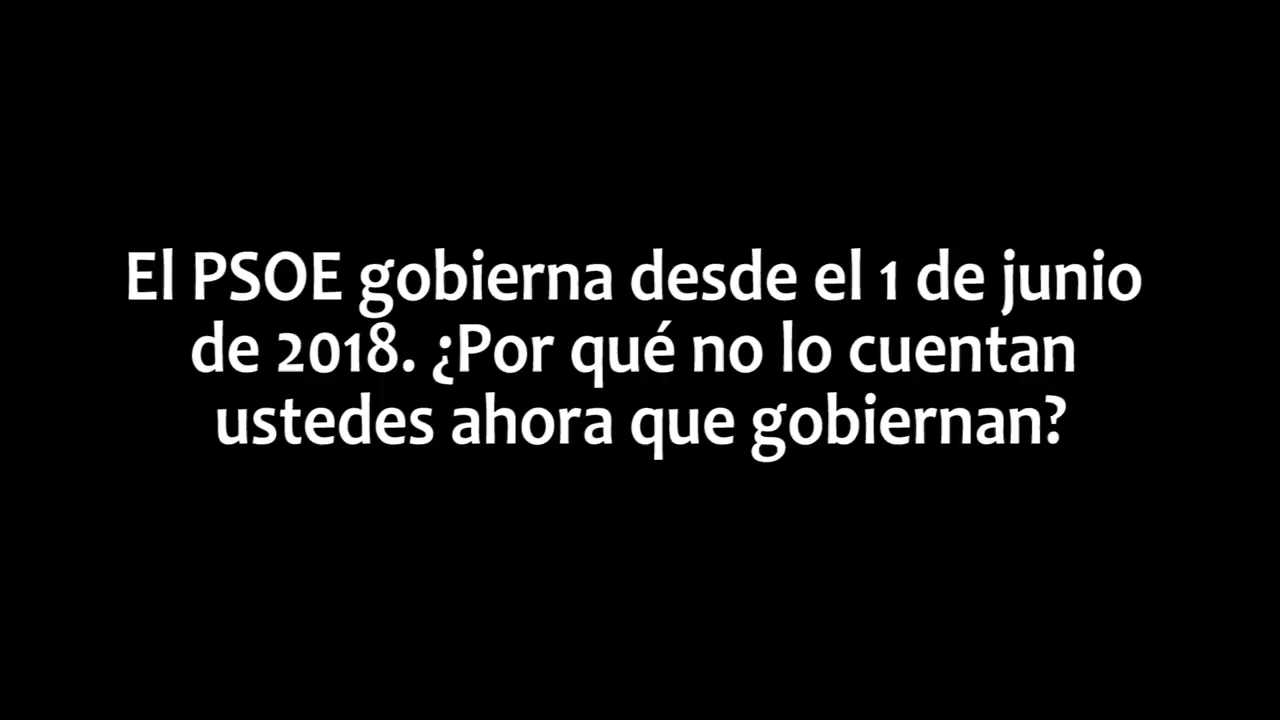 El PSOE gobierna desde el 1 de junio
de 2018. ¿Por qué no lo cuentan
ustedes ahora que gobiernan?